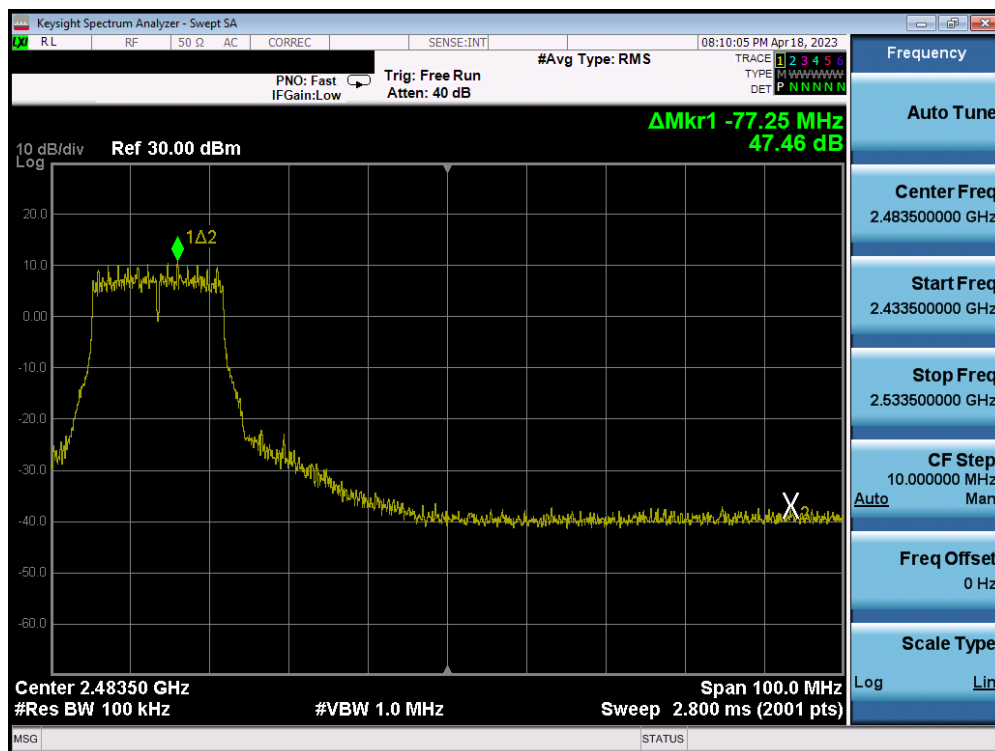 Keysight Spectrum Analyzer - Swept SA
LXI RL RF 50 Ω AC CORREC SENSE:INT 08:10:05 PM Apr 18, 2023
#Avg Type: RMS
TRACE 1 2 3 4 5 6
TYPE M W W W W W
DET P N N N N N
PNO: Fast
IFGain:Low
Trig: Free Run
Atten: 40 dB
ΔMkr1 -77.25 MHz
47.46 dB
10 dB/div
Log
Ref 30.00 dBm
20.0
10.0
0.00
-10.0
-20.0
-30.0
-40.0
-50.0
-60.0
1Δ2
X2
Center 2.48350 GHz
Span 100.0 MHz
#Res BW 100 kHz
#VBW 1.0 MHz
Sweep 2.800 ms (2001 pts)
MSG
STATUS
Frequency
Auto Tune
Center Freq
2.483500000 GHz
Start Freq
2.433500000 GHz
Stop Freq
2.533500000 GHz
CF Step
10.000000 MHz
Auto Man
Freq Offset
0 Hz
Scale Type
Log Lin